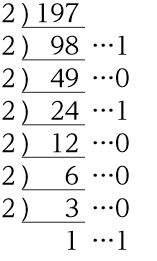 2 ) 197
2 ) 98 ···1
2 ) 49 ···0
2 ) 24 ···1
2 ) 12 ···0
2 ) 6 ···0
2 ) 3 ···0
1 ···1